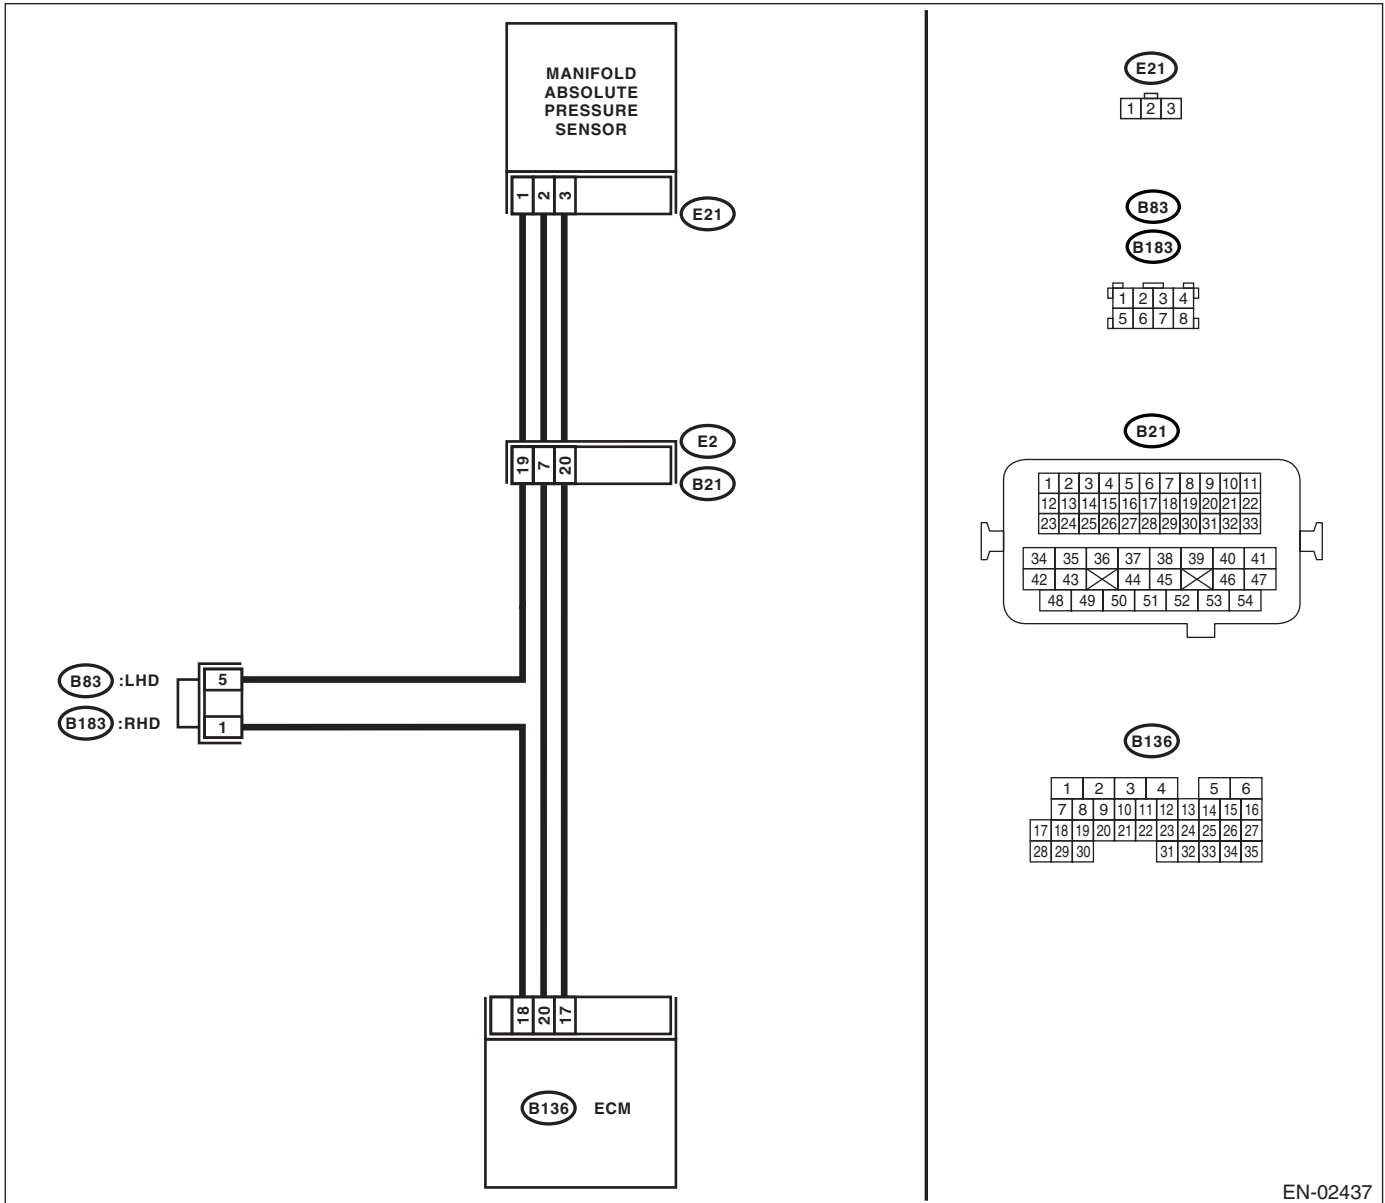 MANIFOLD
ABSOLUTE
PRESSURE
SENSOR
1 2 3
E21
E2
19 7 20
B21
B83 :LHD
5
B183 :RHD
1
18 20 17
B136 ECM
E21
1 2 3
B83
B183
1 2 3 4
5 6 7 8
B21
1 2 3 4 5 6 7 8 9 10 11
12 13 14 15 16 17 18 19 20 21 22
23 24 25 26 27 28 29 30 31 32 33
34 35 36 37 38 39 40 41
42 43 44 45 46 47
48 49 50 51 52 53 54
B136
1 2 3 4 5 6
7 8 9 10 11 12 13 14 15 16
17 18 19 20 21 22 23 24 25 26 27
28 29 30 31 32 33 34 35
EN-02437